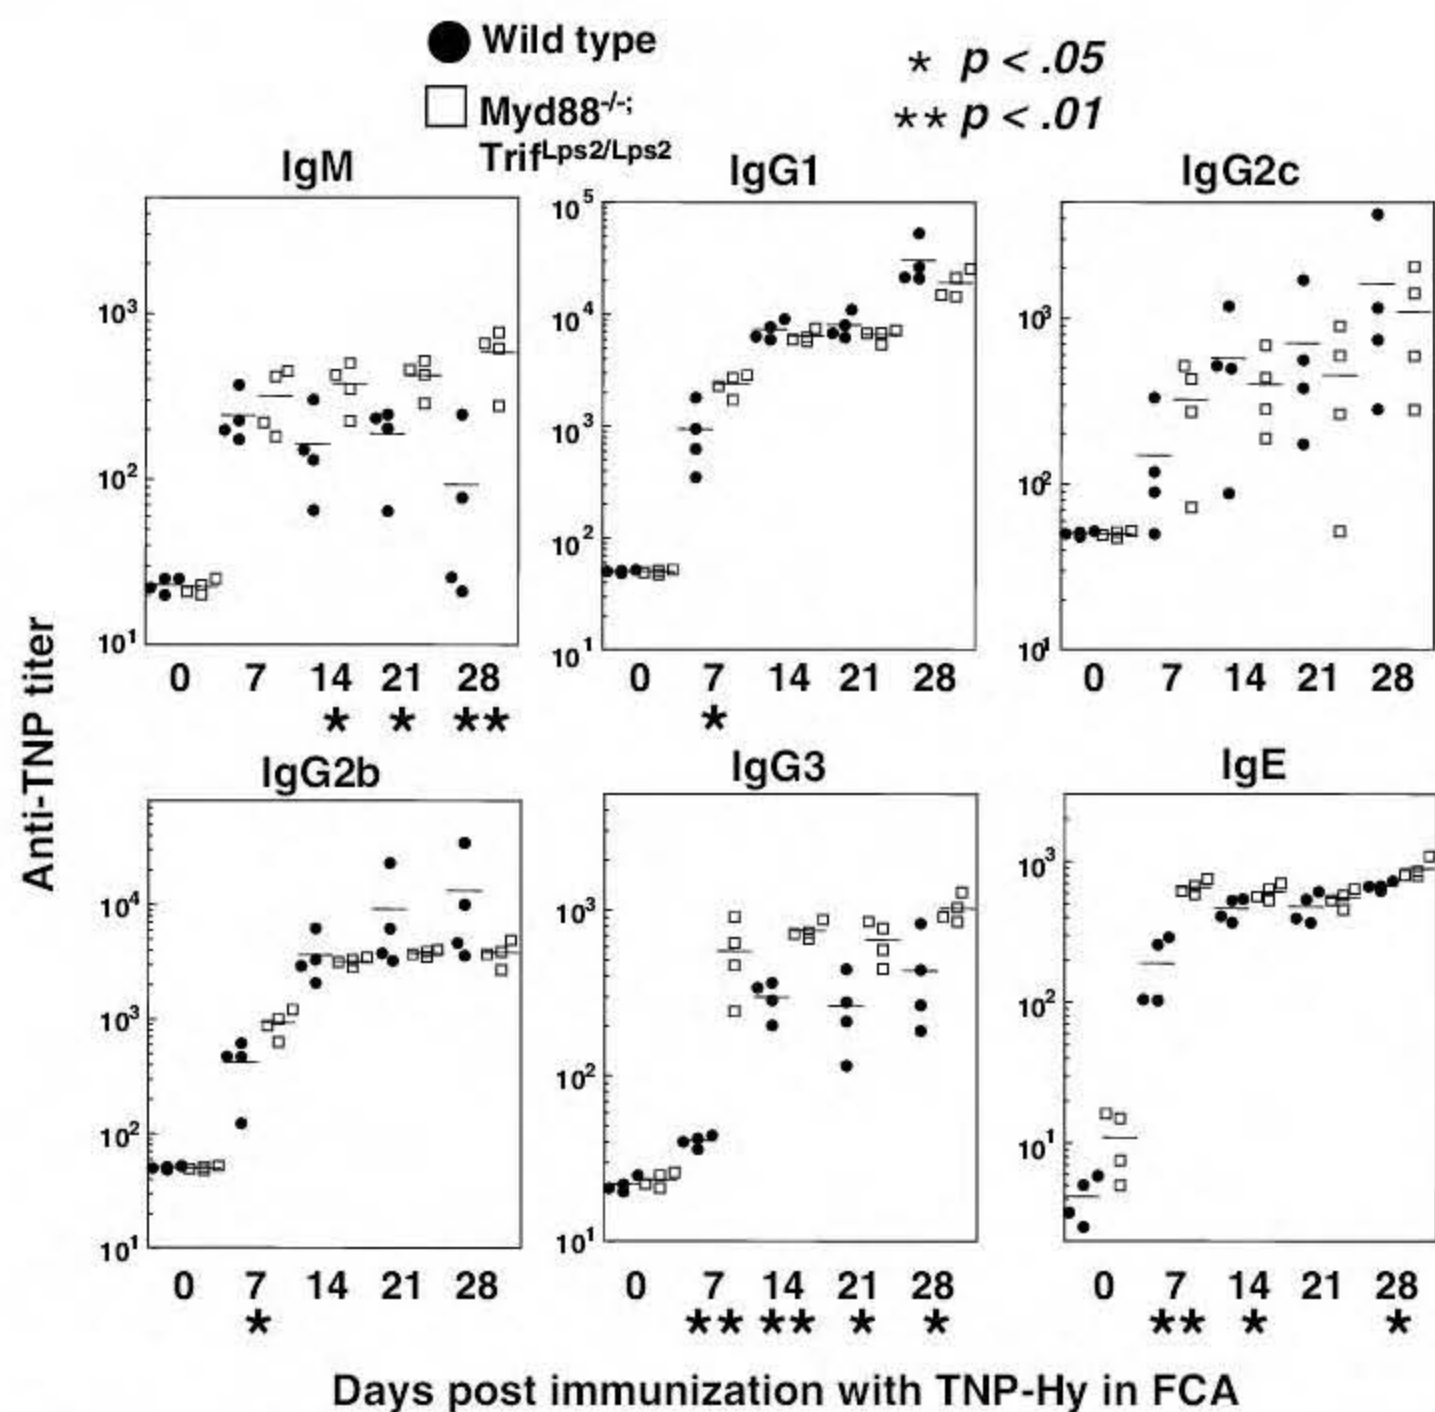 Wild type
* p < .05
Myd88-/-;
TrifLps2/Lps2
** p < .01
IgM
IgG1
IgG2c
10^3
10^2
10^1
0 7 14 21 28
* * **
10^5
10^4
10^3
10^2
10^1
0 7 14 21 28
*
10^3
10^2
10^1
0 7 14 21 28
Anti-TNP titer
IgG2b
IgG3
IgE
10^4
10^3
10^2
10^1
0 7 14 21 28
*
10^3
10^2
10^1
0 7 14 21 28
** ** * *
10^3
10^2
10^1
0 7 14 21 28
** * *
Days post immunization with TNP-Hy in FCA